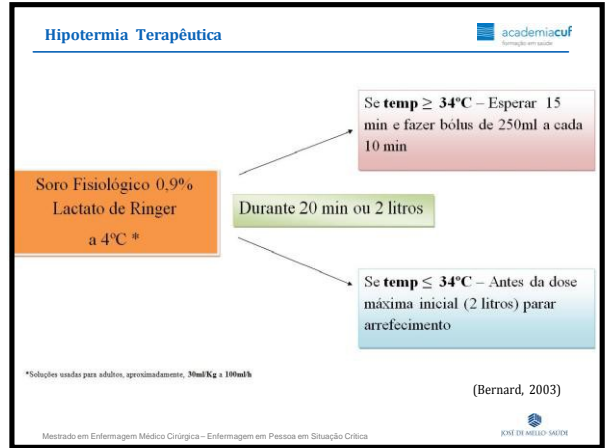 Hipotermia Terapêutica
academiacuf
formação em saúde
Se temp ≥ 34ºC – Esperar 15
min e fazer bólus de 250ml a cada
10 min
Soro Fisiológico 0,9%
Lactato de Ringer
a 4ºC *
Durante 20 min ou 2 litros
Se temp ≤ 34ºC – Antes da dose
máxima inicial (2 litros) parar
arrefecimento
*Soluções usadas para adultos, aproximadamente, 30ml/Kg a 100ml/h
(Bernard, 2003)
Mestrado em Enfermagem Médico Cirúrgica – Enfermagem em Pessoa em Situação Crítica
JOSÉ DE MELLO SAÚDE